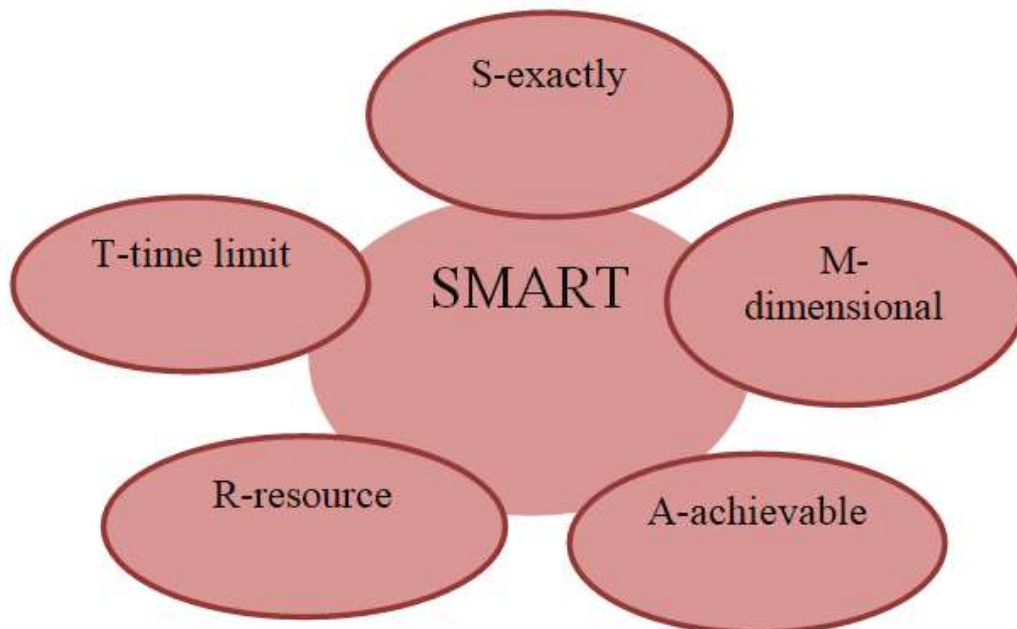 S-exactly
T-time limit
SMART
M-
dimensional
R-resource
A-achievable